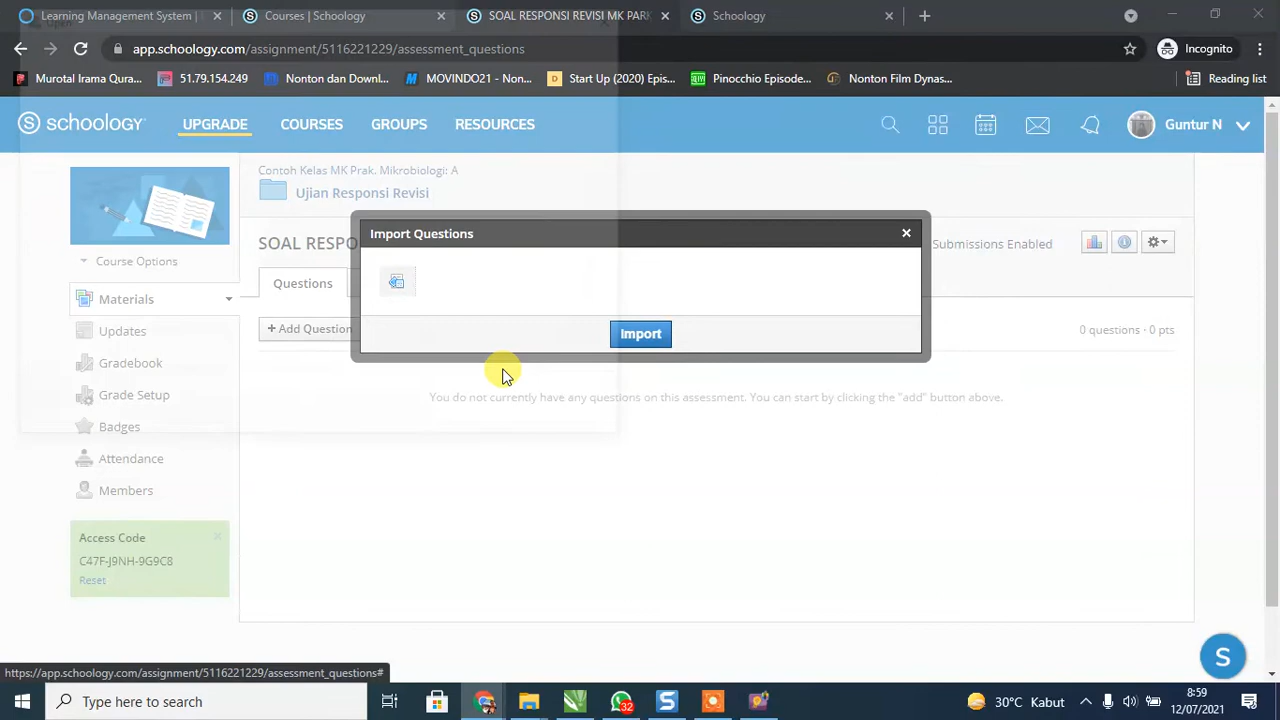 Learning Management System |
Courses | Schoology
SOAL RESPONSI REVISI MK PARK
Schoology
app.schoology.com/assignment/5116221229/assessment_questions
Incognito
Murotal Irama Qura...
51.79.154.249
Nonton dan Downl...
MOVINDO21 - Non...
Start Up (2020) Epis...
Pinocchio Episode...
Nonton Film Dynas...
Reading list
schoology
UPGRADE
COURSES
GROUPS
RESOURCES
Guntur N
Contoh Kelas MK Prak. Mikrobiologi: A
Ujian Responsi Revisi
Course Options
Materials
Updates
Gradebook
Grade Setup
Badges
Attendance
Members
Access Code
C47F-J9NH-9G9C8
Reset
SOAL RESPO
Submissions Enabled
Questions
+ Add Question
0 questions · 0 pts
Import Questions
Import
You do not currently have any questions on this assessment. You can start by clicking the "add" button above.
https://app.schoology.com/assignment/5116221229/assessment_questions#
Type here to search
32
30°C Kabut
8:59
12/07/2021